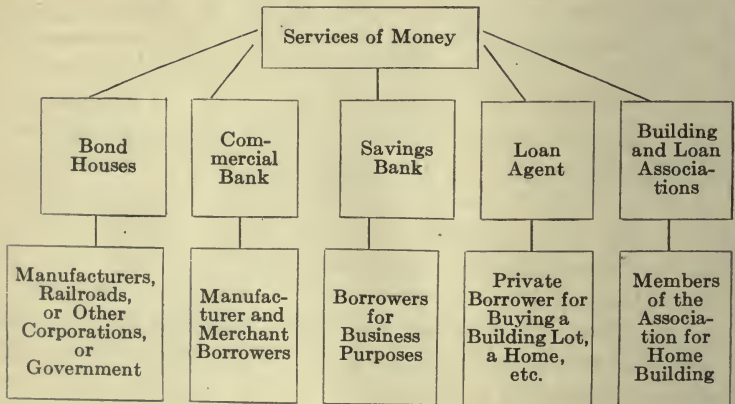 Services of Money
Bond
Houses
Com-
mercial
Bank
Savings
Bank
Loan
Agent
Building
and Loan
Associa-
tions
Manufacturers,
Railroads,
or Other
Corporations,
or
Government
Manufac-
turer and
Merchant
Borrowers
Borrowers
for
Business
Purposes
Private
Borrower for
Buying a
Building Lot,
a Home,
etc.
Members
of the
Associa-
tion for
Home
Building